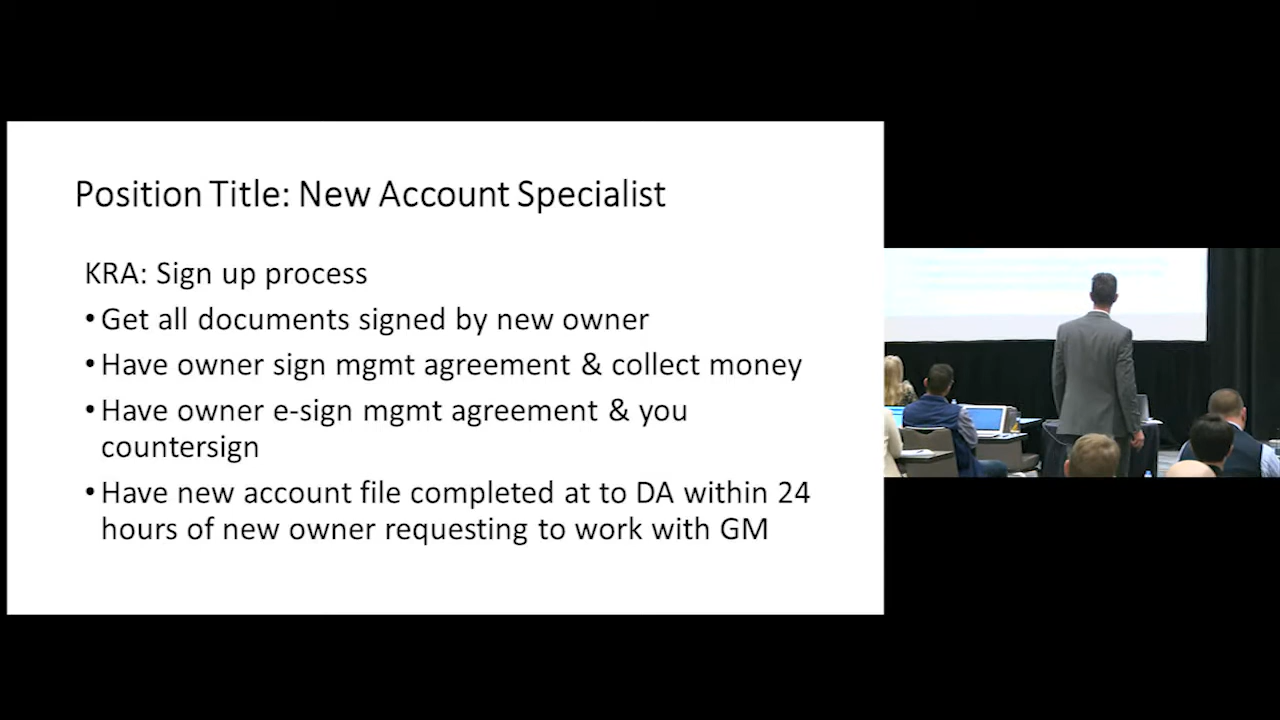 Position Title: New Account Specialist
KRA: Sign up process
• Get all documents signed by new owner
• Have owner sign mgmt agreement & collect money
• Have owner e-sign mgmt agreement & you
countersign
• Have new account file completed at to DA within 24
hours of new owner requesting to work with GM